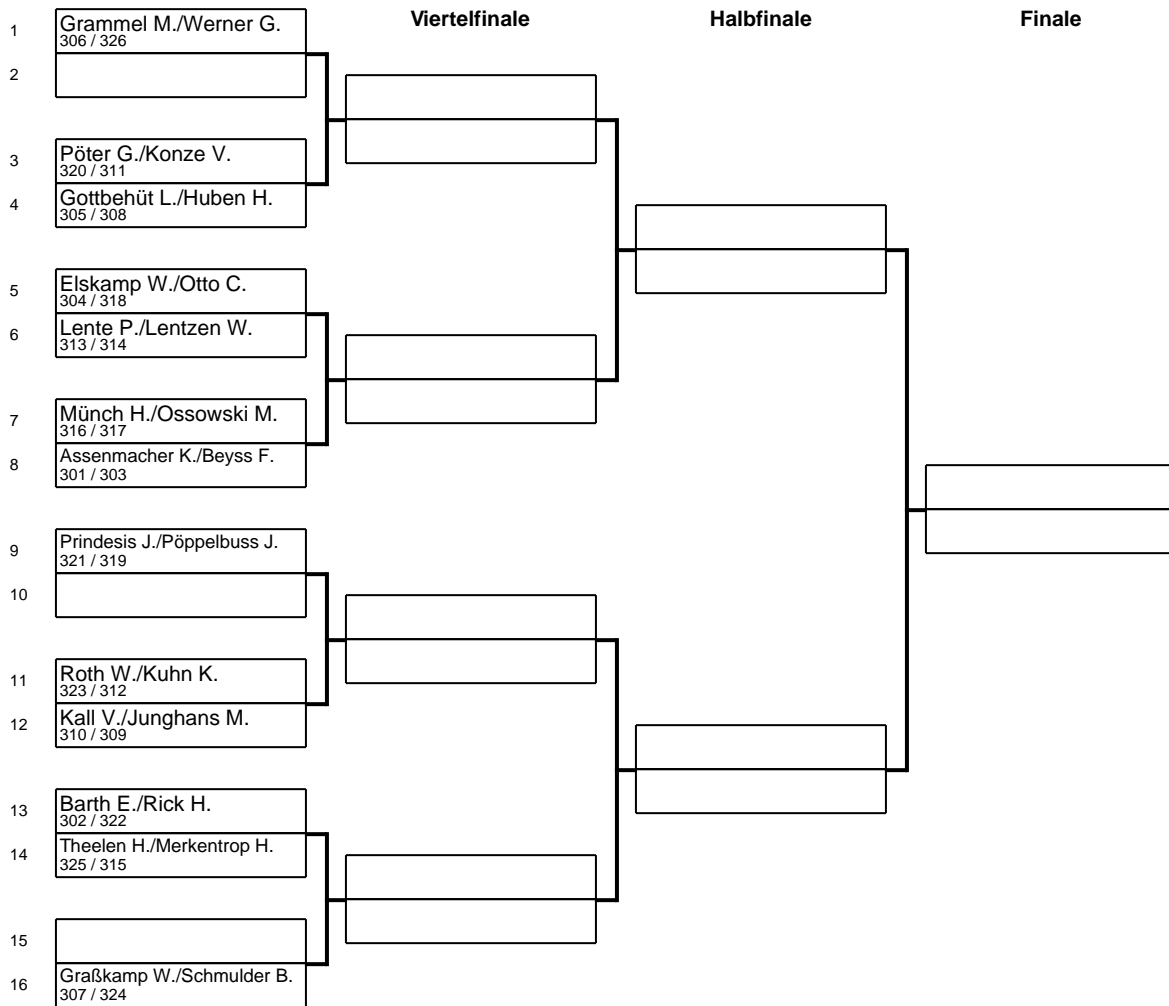 Viertelfinale Halbfinale Finale
1 Grammel M./Werner G.
306 / 326
2
3 Pöter G./Konze V.
320 / 311
4 Gottbehüt L./Huben H.
305 / 308
5 Elskamp W./Otto C.
304 / 318
6 Lente P./Lentzen W.
313 / 314
7 Münch H./Ossowski M.
316 / 317
8 Assenmacher K./Beyss F.
301 / 303
9 Prindesis J./Pöppelbuss J.
321 / 319
10
11 Roth W./Kuhn K.
323 / 312
12 Kall V./Junghans M.
310 / 309
13 Barth E./Rick H.
302 / 322
14 Theelen H./Merkentrop H.
325 / 315
15
16 Graßkamp W./Schmulder B.
307 / 324